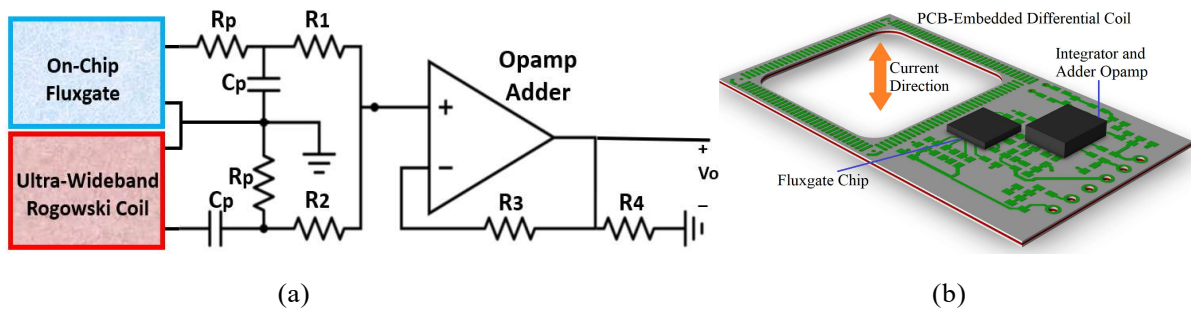 On-Chip
Fluxgate
Ultra-Wideband
Rogowski Coil
Rp
R1
Cp
Rp
Cp
R2
+
−
Opamp
Adder
R3
R4
+
Vo
−
(a)
PCB-Embedded Differential Coil
Current
Direction
Integrator and
Adder Opamp
Fluxgate Chip
(b)